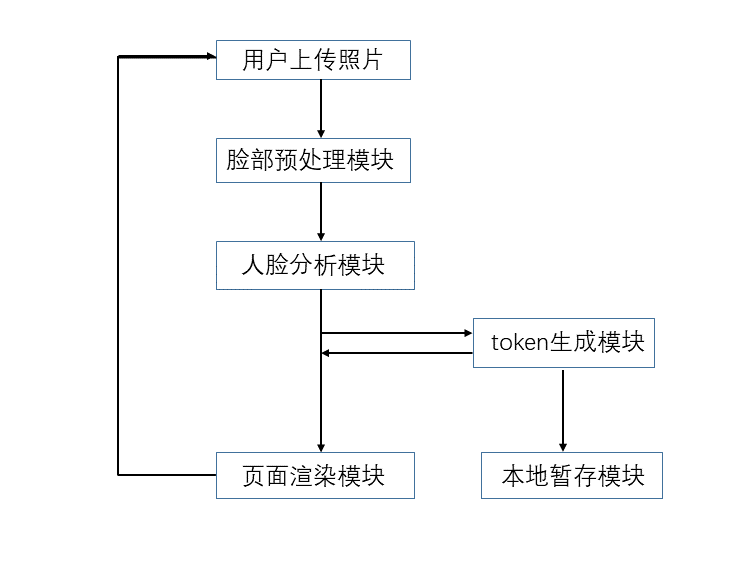 用户上传照片
脸部预处理模块
人脸分析模块
token生成模块
页面渲染模块
本地暂存模块